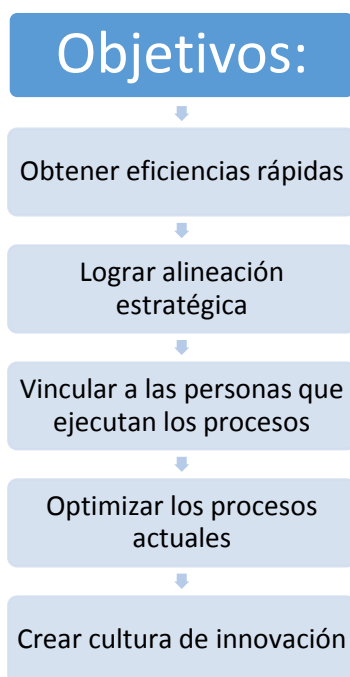 Objetivos:
Obtener eficiencias rápidas
Lograr alineación
estratégica
Vincular a las personas que
ejecutan los procesos
Optimizar los procesos
actuales
Crear cultura de innovación